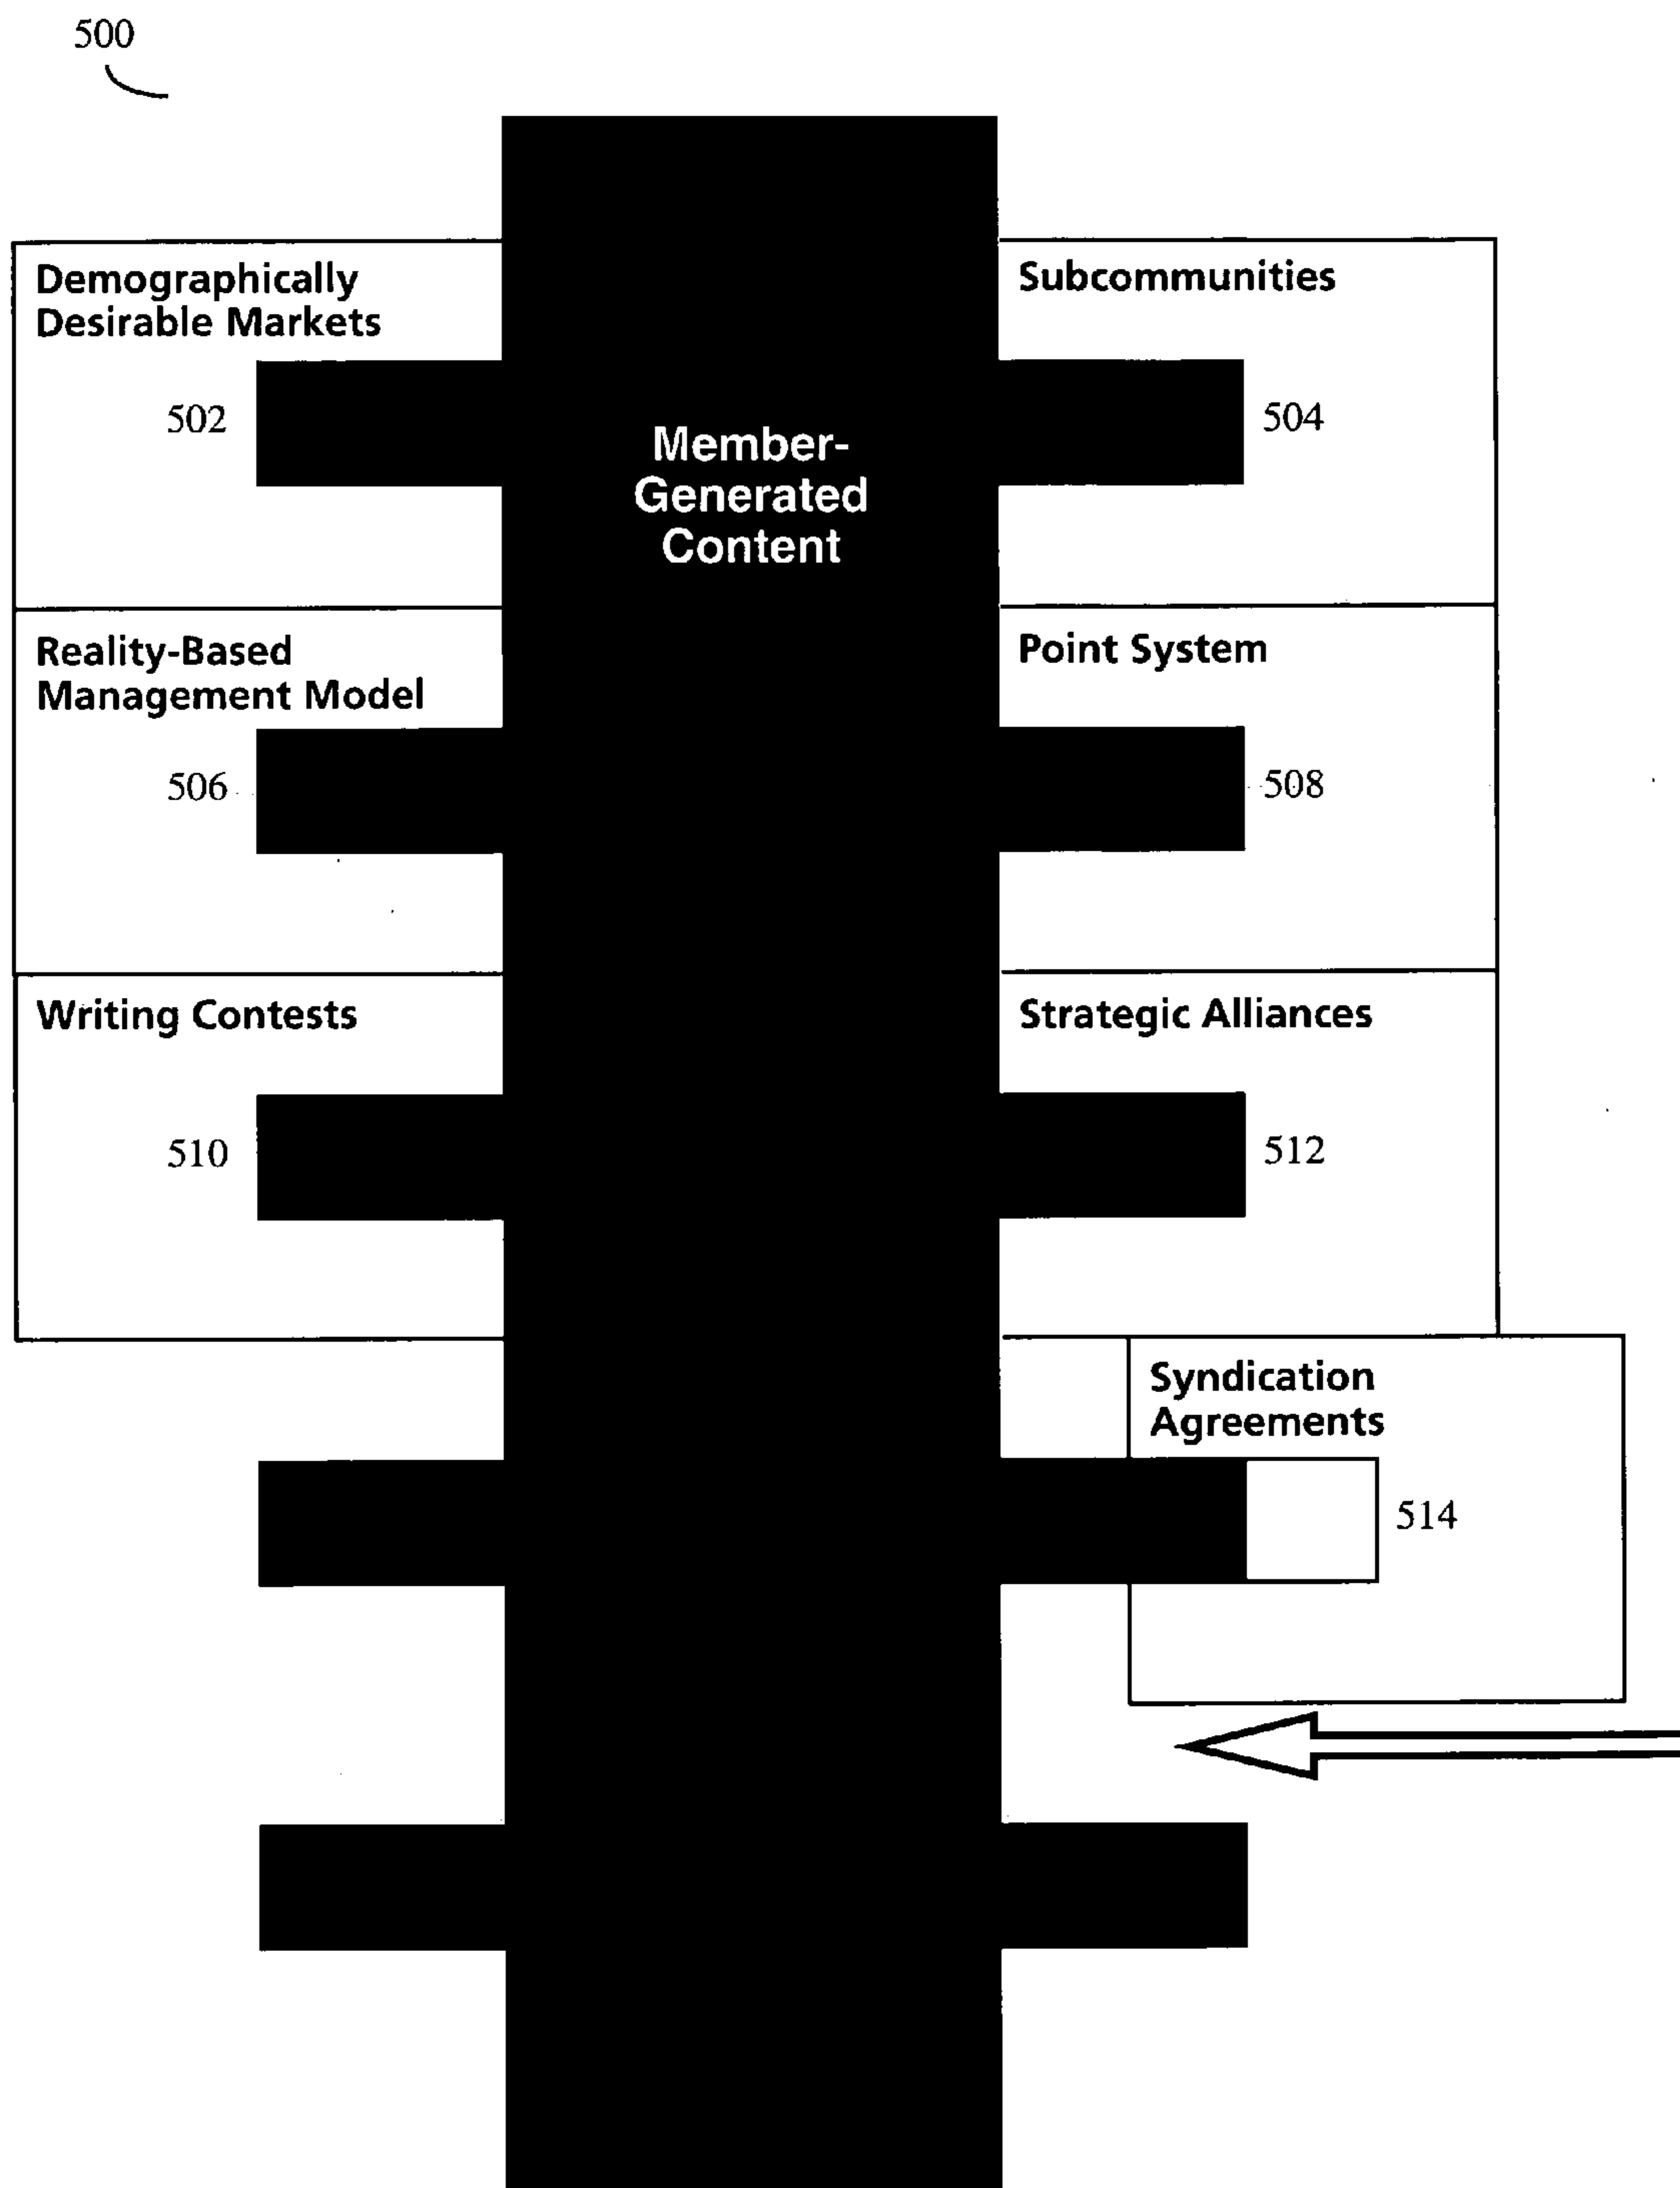 500
Demographically
Desirable Markets
502
Member-
Generated
Content
Subcommunities
504
Reality-Based
Management Model
506
Point System
508
Writing Contests
510
Strategic Alliances
512
Syndication
Agreements
514